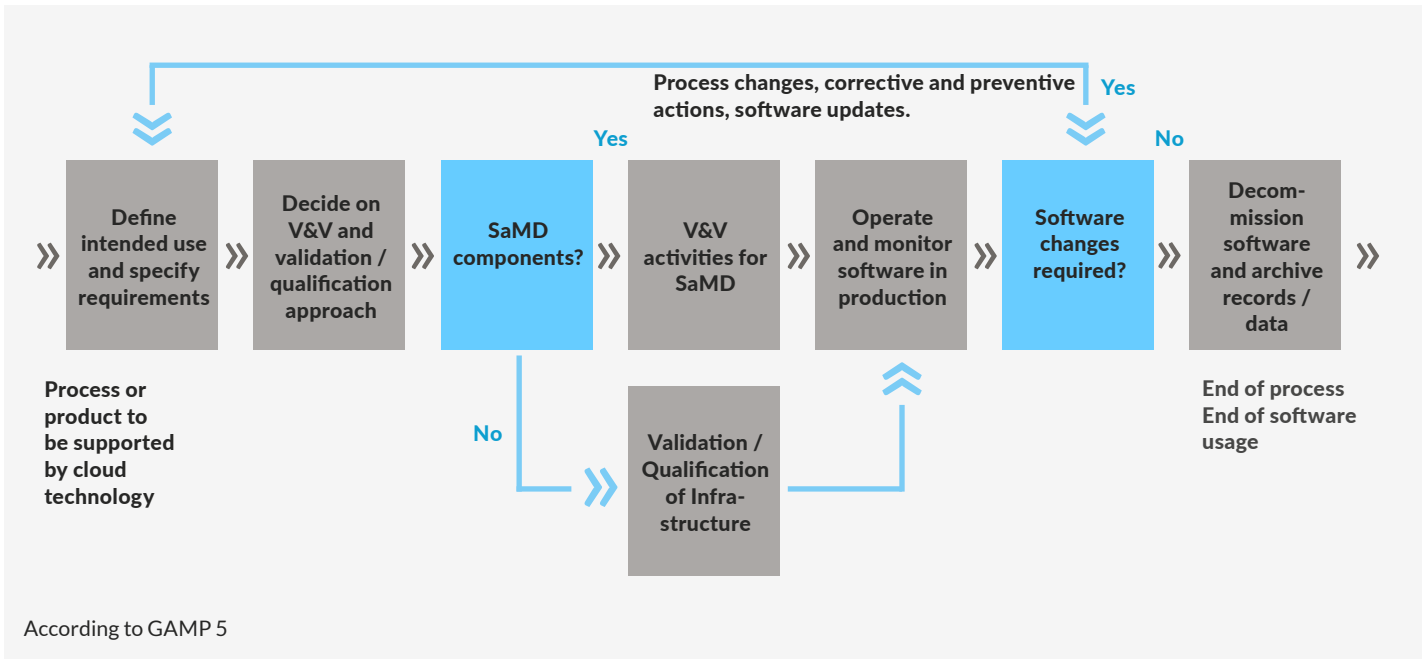 Process changes, corrective and preventive
actions, software updates.
Yes
Yes
No
Define
intended use
and specify
requirements
Decide on
V&V and
validation /
qualification
approach
SaMD
components?
V&V
activities for
SaMD
Operate
and monitor
software in
production
Software
changes
required?
Decom-
mission
software
and archive
records /
data
Process or
product to
be supported
by cloud
technology
No
Validation /
Qualification
of Infra-
structure
End of process
End of software
usage
According to GAMP 5